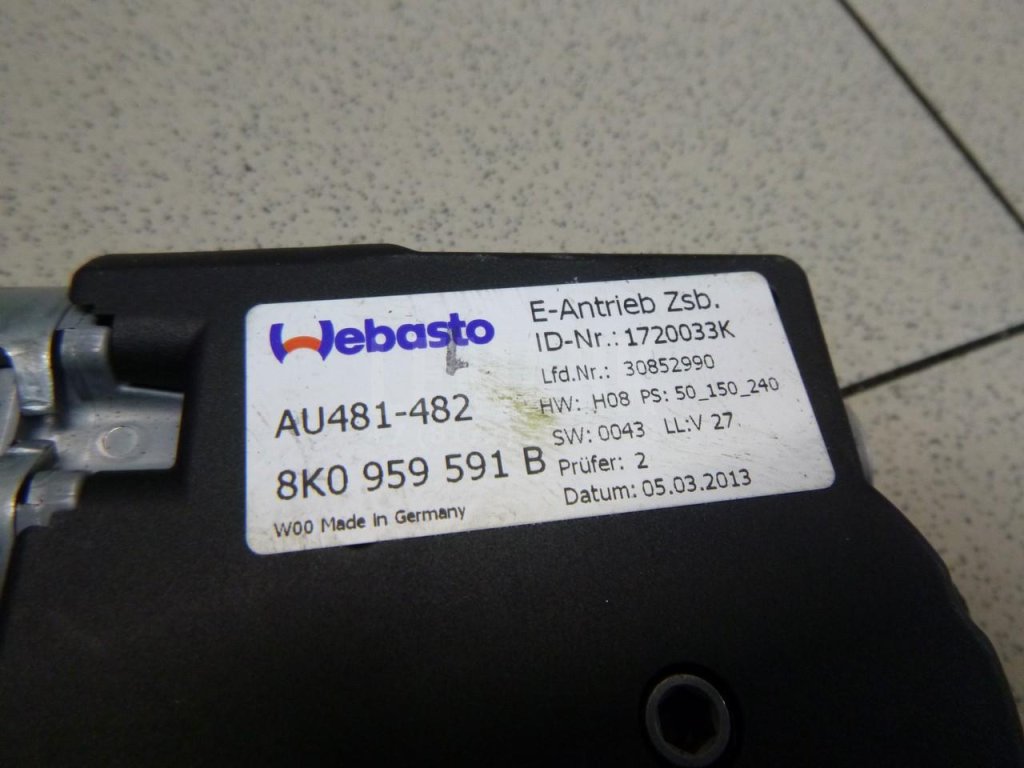 Webasto
AU481-482
8K0 959 591 B
W00 Made in Germany
E-Antrieb Zsb.
ID-Nr.: 1720033K
Lfd.Nr.: 30852990
HW: H08 PS: 50_150_240
SW: 0043 LL:V 27
Prüfer: 2
Datum: 05.03.2013